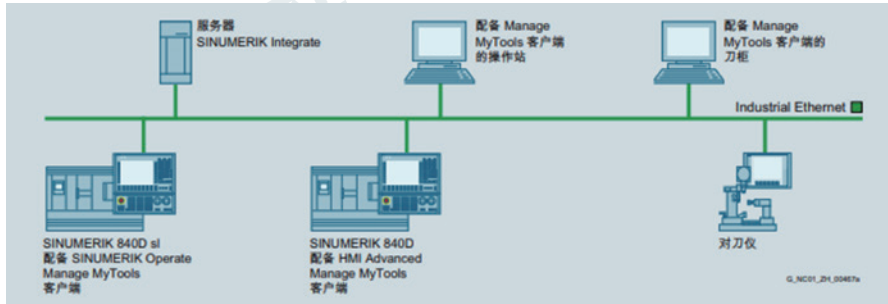 服务器
SINUMERIK Integrate
配备 Manage
MyTools 客户端
的操作站
配备 Manage
MyTools 客户端的
刀柜
Industrial Ethernet
SINUMERIK 840D sl
配备 SINUMERIK Operate
Manage MyTools
客户端
SINUMERIK 840D
配备 HMI Advanced
Manage MyTools
客户端
对刀仪
G_NC01_ZH_00467a